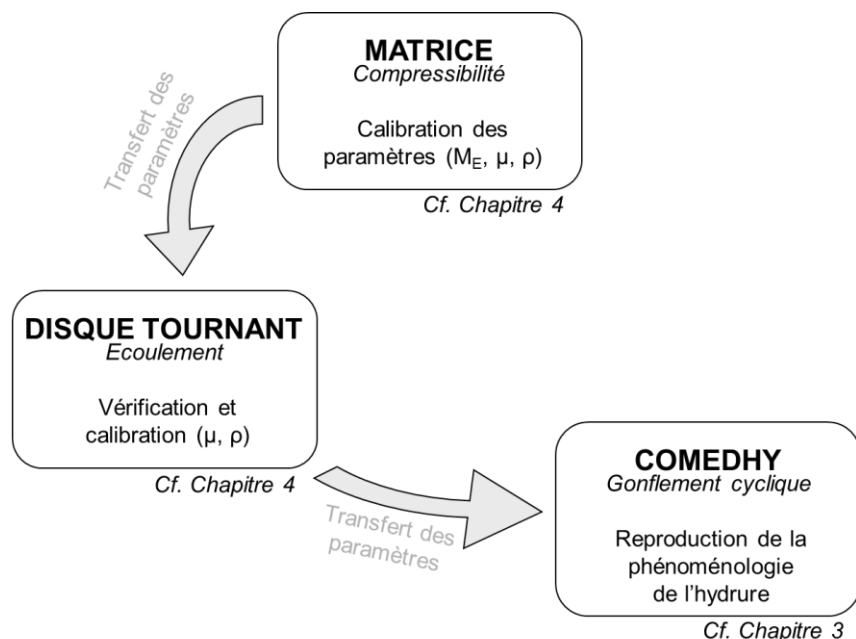 MATRICE
Compressibilité
Calibration des
paramètres (M_E, μ, ρ)
Cf. Chapitre 4
Transfert des
paramètres
DISQUE TOURNANT
Ecoulement
Vérification et
calibration (μ, ρ)
Cf. Chapitre 4
Transfert des
paramètres
COMEDHY
Gonflement cyclique
Reproduction de la
phénoménologie
de l'hydrure
Cf. Chapitre 3